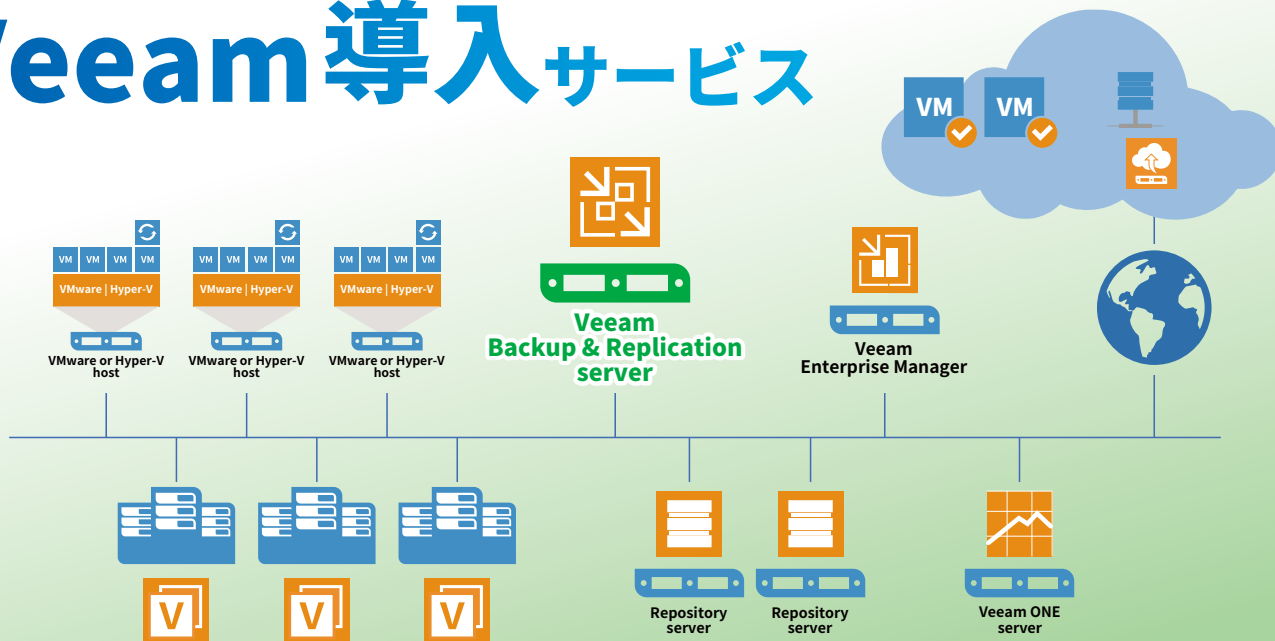 Veeam導入サービス
VM
VM
VM VM VM VM
VMware | Hyper-V
VMware or Hyper-V
host
VM VM VM VM
VMware | Hyper-V
VMware or Hyper-V
host
VM VM VM VM
VMware | Hyper-V
VMware or Hyper-V
host
Veeam
Backup & Replication
server
Veeam
Enterprise Manager
V
V
V
Repository
server
Repository
server
Veeam ONE
server